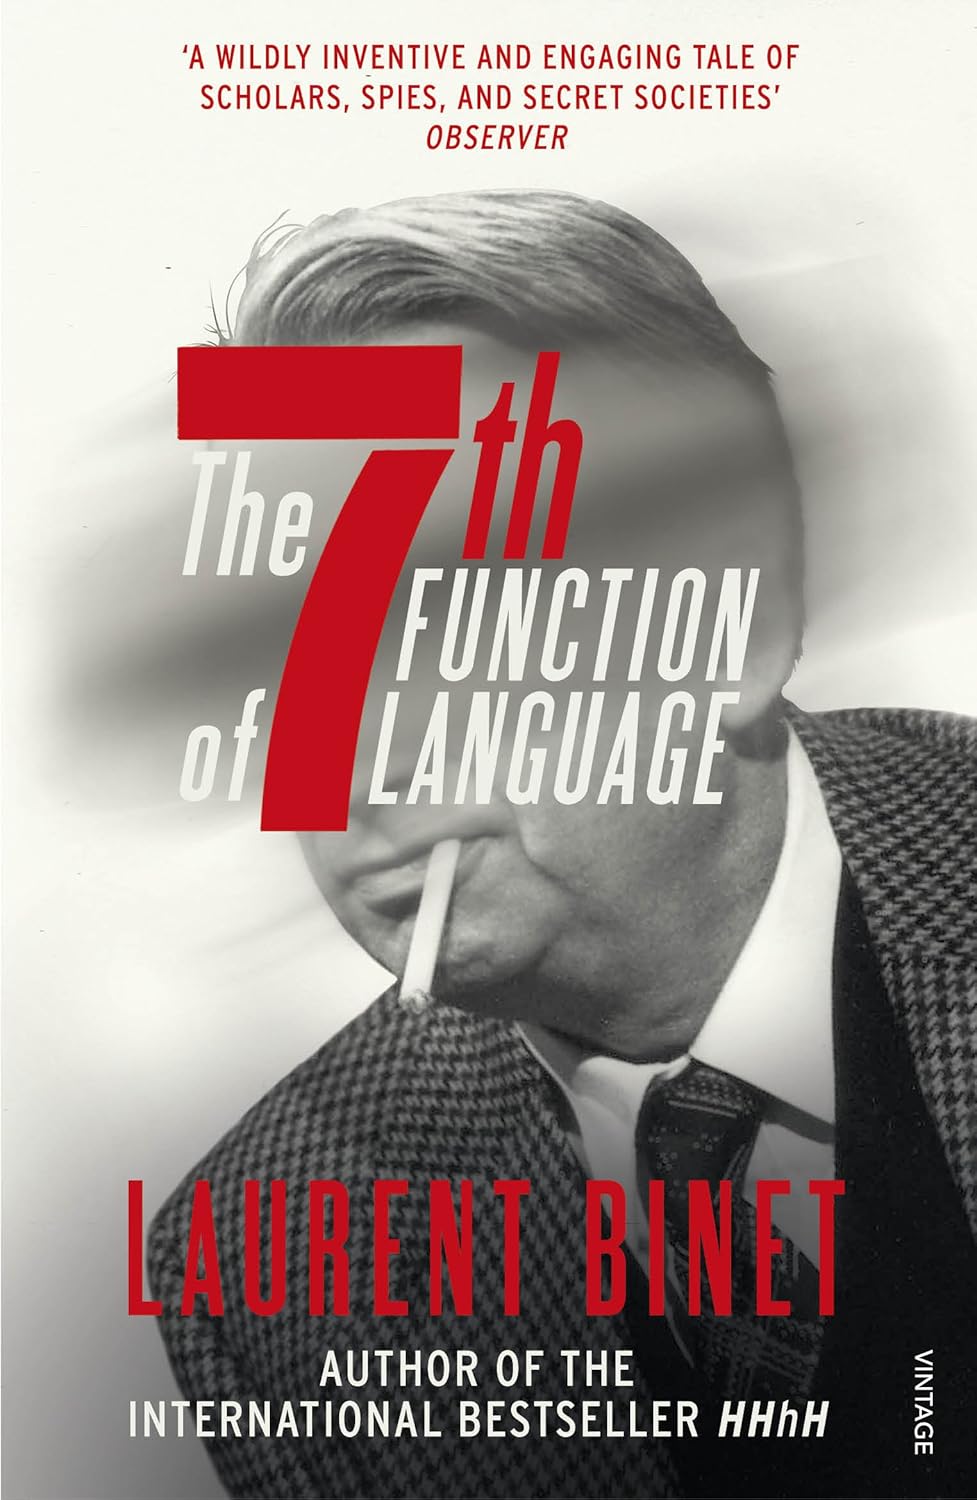 ‘A WILDLY INVENTIVE AND ENGAGING TALE OF
SCHOLARS, SPIES, AND SECRET SOCIETIES’
OBSERVER
The 7th
FUNCTION
of LANGUAGE
LAURENT BINET
AUTHOR OF THE
INTERNATIONAL BESTSELLER HHhH
VINTAGE